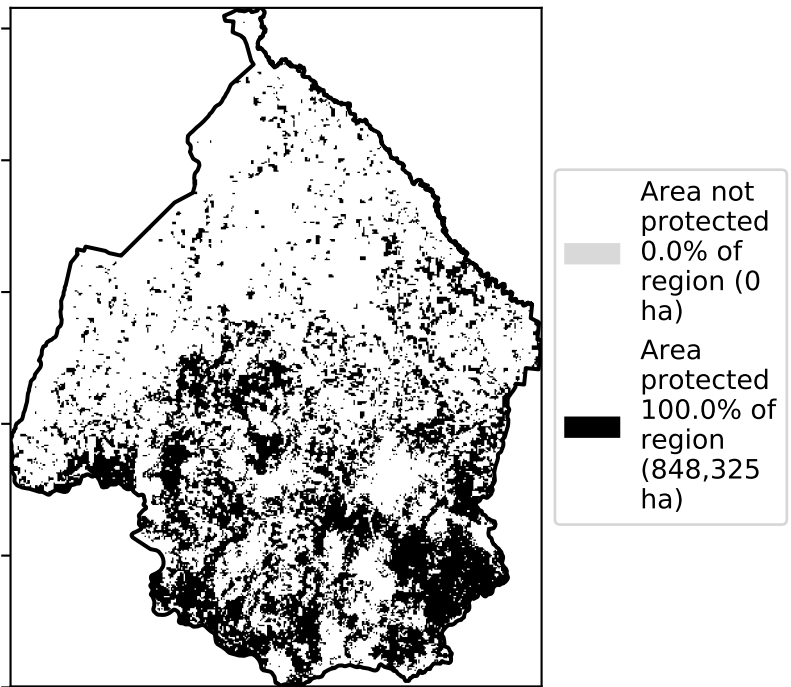 Area not
protected
0.0% of
region (0
ha)
Area
protected
100.0% of
region
(848,325
ha)